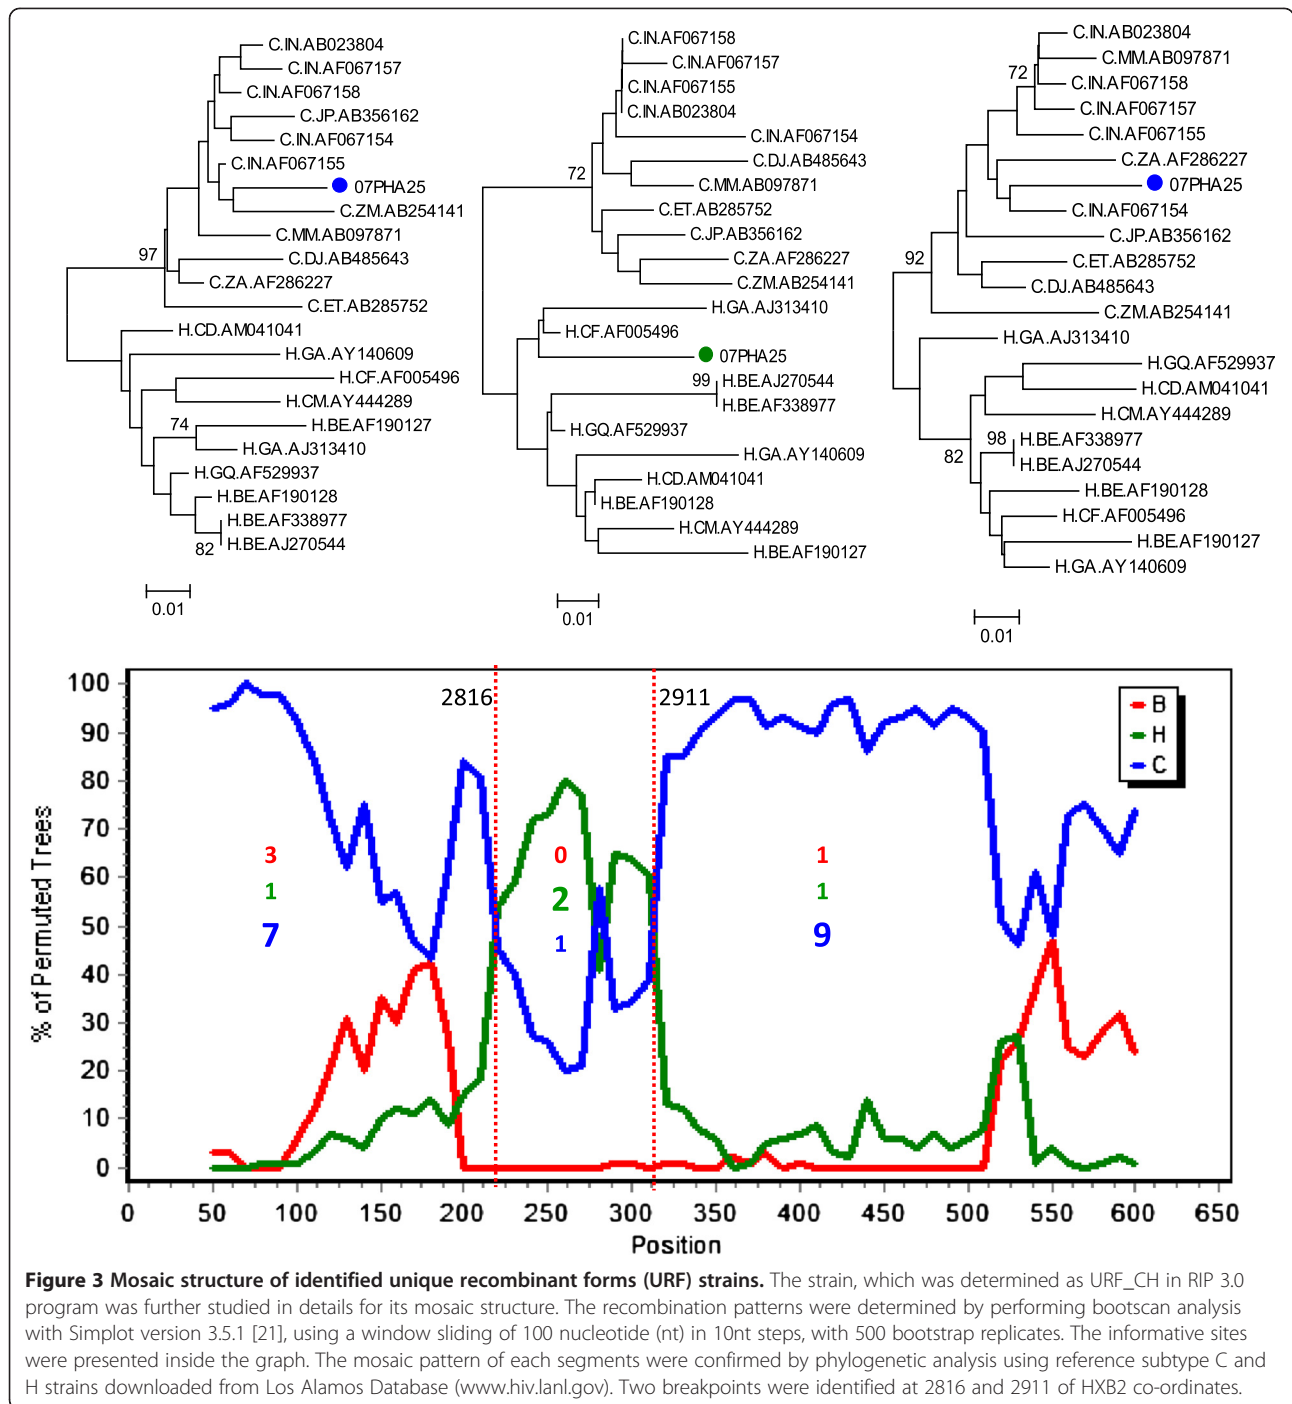 C.IN.AB023804
C.IN.AF067157
C.IN.AF067158
C.JP.AB356162
C.IN.AF067154
C.IN.AF067155
07PHA25
C.ZM.AB254141
C.MM.AB097871
97
C.DJ.AB485643
C.ZA.AF286227
C.ET.AB285752
H.CD.AM041041
H.GA.AY140609
H.CF.AF005496
H.CM.AY444289
74
H.BE.AF190127
H.GA.AJ313410
H.GQ.AF529937
H.BE.AF190128
H.BE.AF338977
82
H.BE.AJ270544
0.01
C.IN.AF067158
C.IN.AF067157
C.IN.AF067155
C.IN.AB023804
C.IN.AF067154
C.DJ.AB485643
72
C.MM.AB097871
C.ET.AB285752
C.JP.AB356162
C.ZA.AF286227
C.ZM.AB254141
H.GA.AJ313410
H.CF.AF005496
07PHA25
99
H.BE.AJ270544
H.BE.AF338977
H.GQ.AF529937
H.GA.AY140609
H.CD.AM041041
H.BE.AF190128
H.CM.AY444289
H.BE.AF190127
0.01
C.IN.AB023804
C.MM.AB097871
72
C.IN.AF067158
C.IN.AF067157
C.IN.AF067155
C.ZA.AF286227
07PHA25
C.IN.AF067154
C.JP.AB356162
92
C.ET.AB285752
C.DJ.AB485643
C.ZM.AB254141
H.GA.AJ313410
H.GQ.AF529937
H.CD.AM041041
H.CM.AY444289
98
H.BE.AF338977
82
H.BE.AJ270544
H.BE.AF190128
H.CF.AF005496
H.BE.AF190127
H.GA.AY140609
0.01
% of Permuted Trees
100
90
80
70
60
50
40
30
20
10
0
2816
2911
B
H
C
3
1
7
0
2
1
1
1
9
0 50 100 150 200 250 300 350 400 450 500 550 600 650
Position
Figure 3 Mosaic structure of identified unique recombinant forms (URF) strains. The strain, which was determined as URF_CH in RIP 3.0
program was further studied in details for its mosaic structure. The recombination patterns were determined by performing bootscan analysis
with Simplot version 3.5.1 [21], using a window sliding of 100 nucleotide (nt) in 10nt steps, with 500 bootstrap replicates. The informative sites
were presented inside the graph. The mosaic pattern of each segments were confirmed by phylogenetic analysis using reference subtype C and
H strains downloaded from Los Alamos Database (www.hiv.lanl.gov). Two breakpoints were identified at 2816 and 2911 of HXB2 co-ordinates.